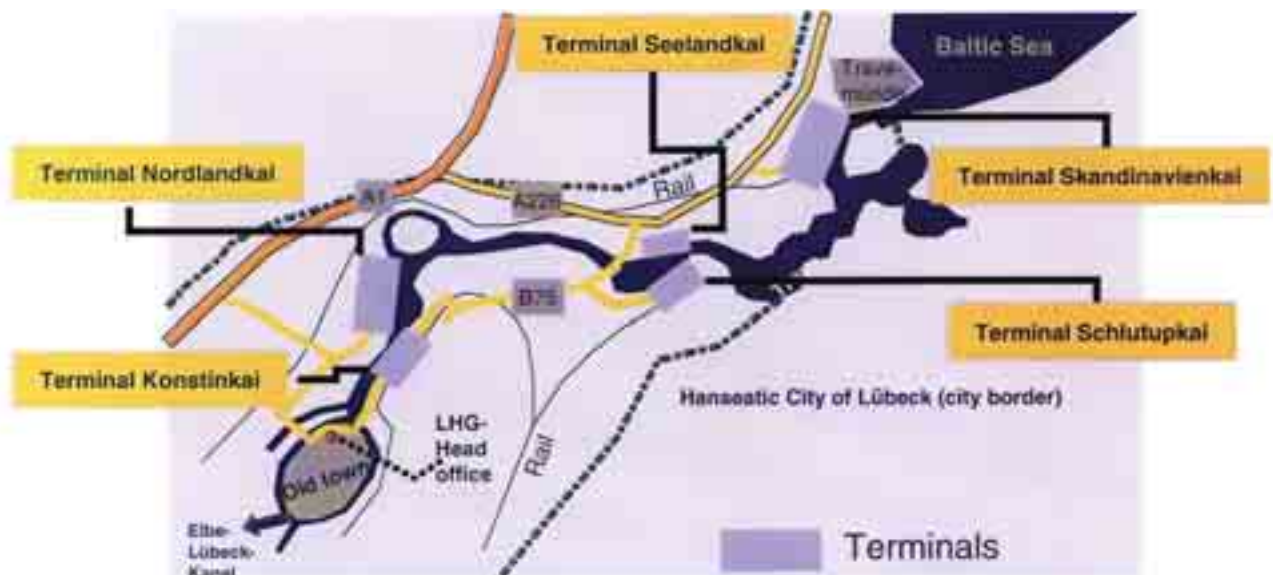 Terminal Seelandkai
Baltic Sea
Trave-
münde
Terminal Nordlandkai
Terminal Skandinavienkai
Rail
A1
A226
B75
Terminal Schlutupkai
Terminal Konstinkai
Hanseatic City of Lübeck (city border)
LHG-
Head
office
Rail
Old town
Elbe-
Lübeck-
Kanal
Terminals